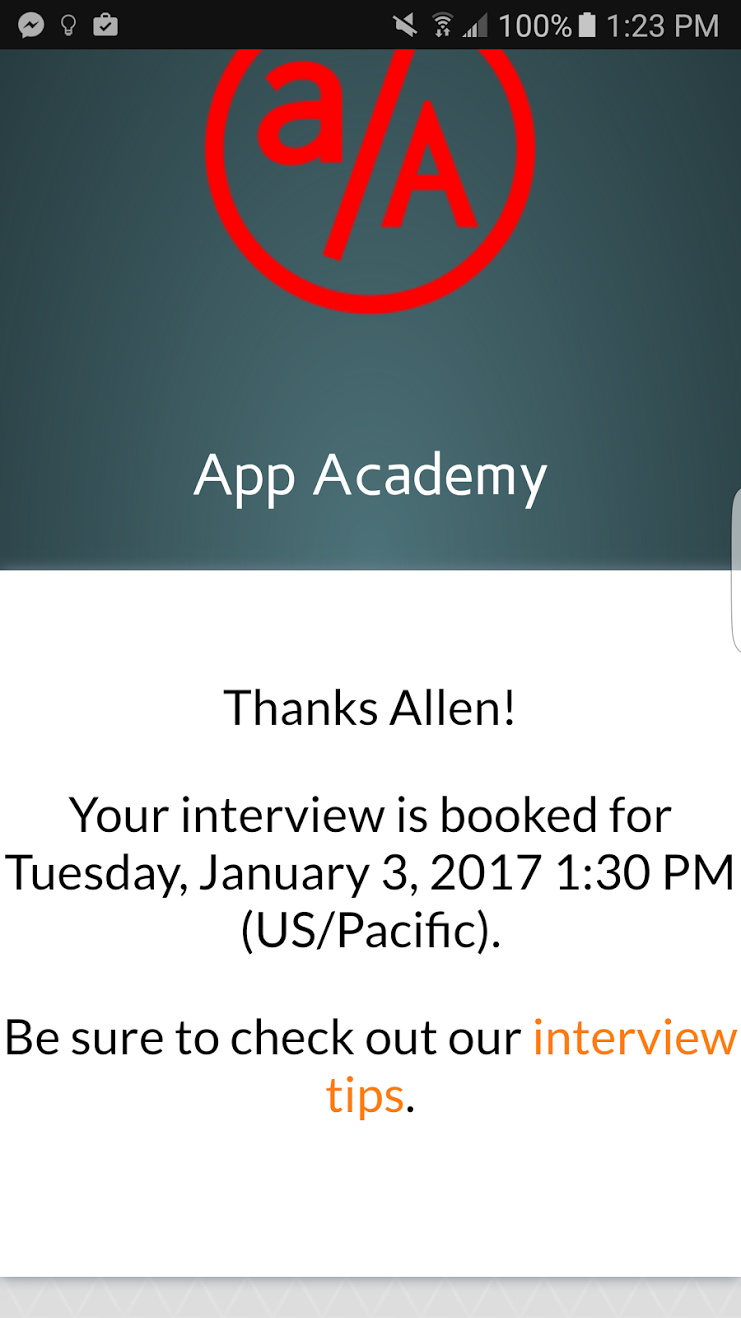 100% 1:23 PM
a/A
App Academy
Thanks Allen!
Your interview is booked for
Tuesday, January 3, 2017 1:30 PM
(US/Pacific).
Be sure to check out our interview
tips.